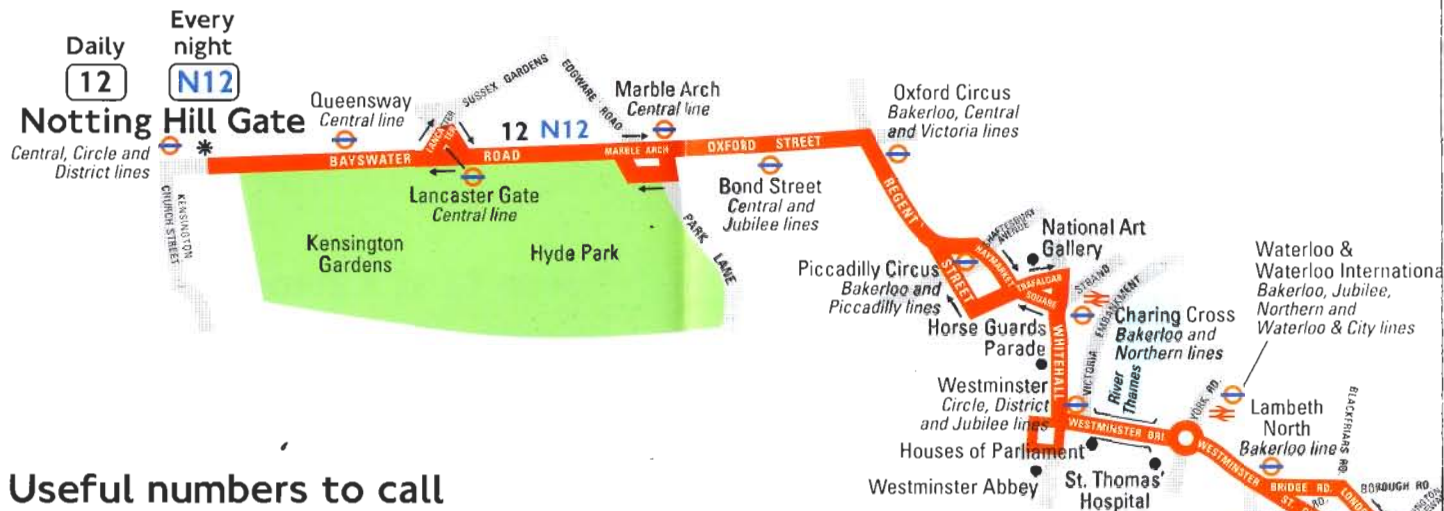 Daily
12
Every
night
N12
Notting Hill Gate
Central, Circle and
District lines
KENSINGTON
CHURCH STREET
Queensway
Central line
SUSSEX GARDENS
EDGWARE ROAD
LANCASTER
TER
12 N12
Marble Arch
Central line
BAYSWATER
ROAD
MARBLE ARCH
OXFORD STREET
Lancaster Gate
Central line
Kensington
Gardens
Hyde Park
PARK LANE
Bond Street
Central and
Jubilee lines
Oxford Circus
Bakerloo, Central
and Victoria lines
REGENT
STREET
SHAFTESBURY
AVENUE
HAYMARKET
Piccadilly Circus
Bakerloo and
Piccadilly lines
National Art
Gallery
TRAFALGAR
SQUARE
STRAND
Charing Cross
Bakerloo and
Northern lines
Horse Guards
Parade
WHITEHALL
VICTORIA EMBANKMENT
River
Thames
Westminster
Circle, District
and Jubilee lines
WESTMINSTER BRI.
Houses of Parliament
Westminster Abbey
St. Thomas'
Hospital
YORK RD.
Waterloo &
Waterloo Internationa
Bakerloo, Jubilee,
Northern and
Waterloo & City lines
Lambeth
North
Bakerloo line
WESTMINSTER
BRIDGE RD.
BLACKFRIARS RD.
BOROUGH RD.
LONDO
ST.
RD.
Useful numbers to call